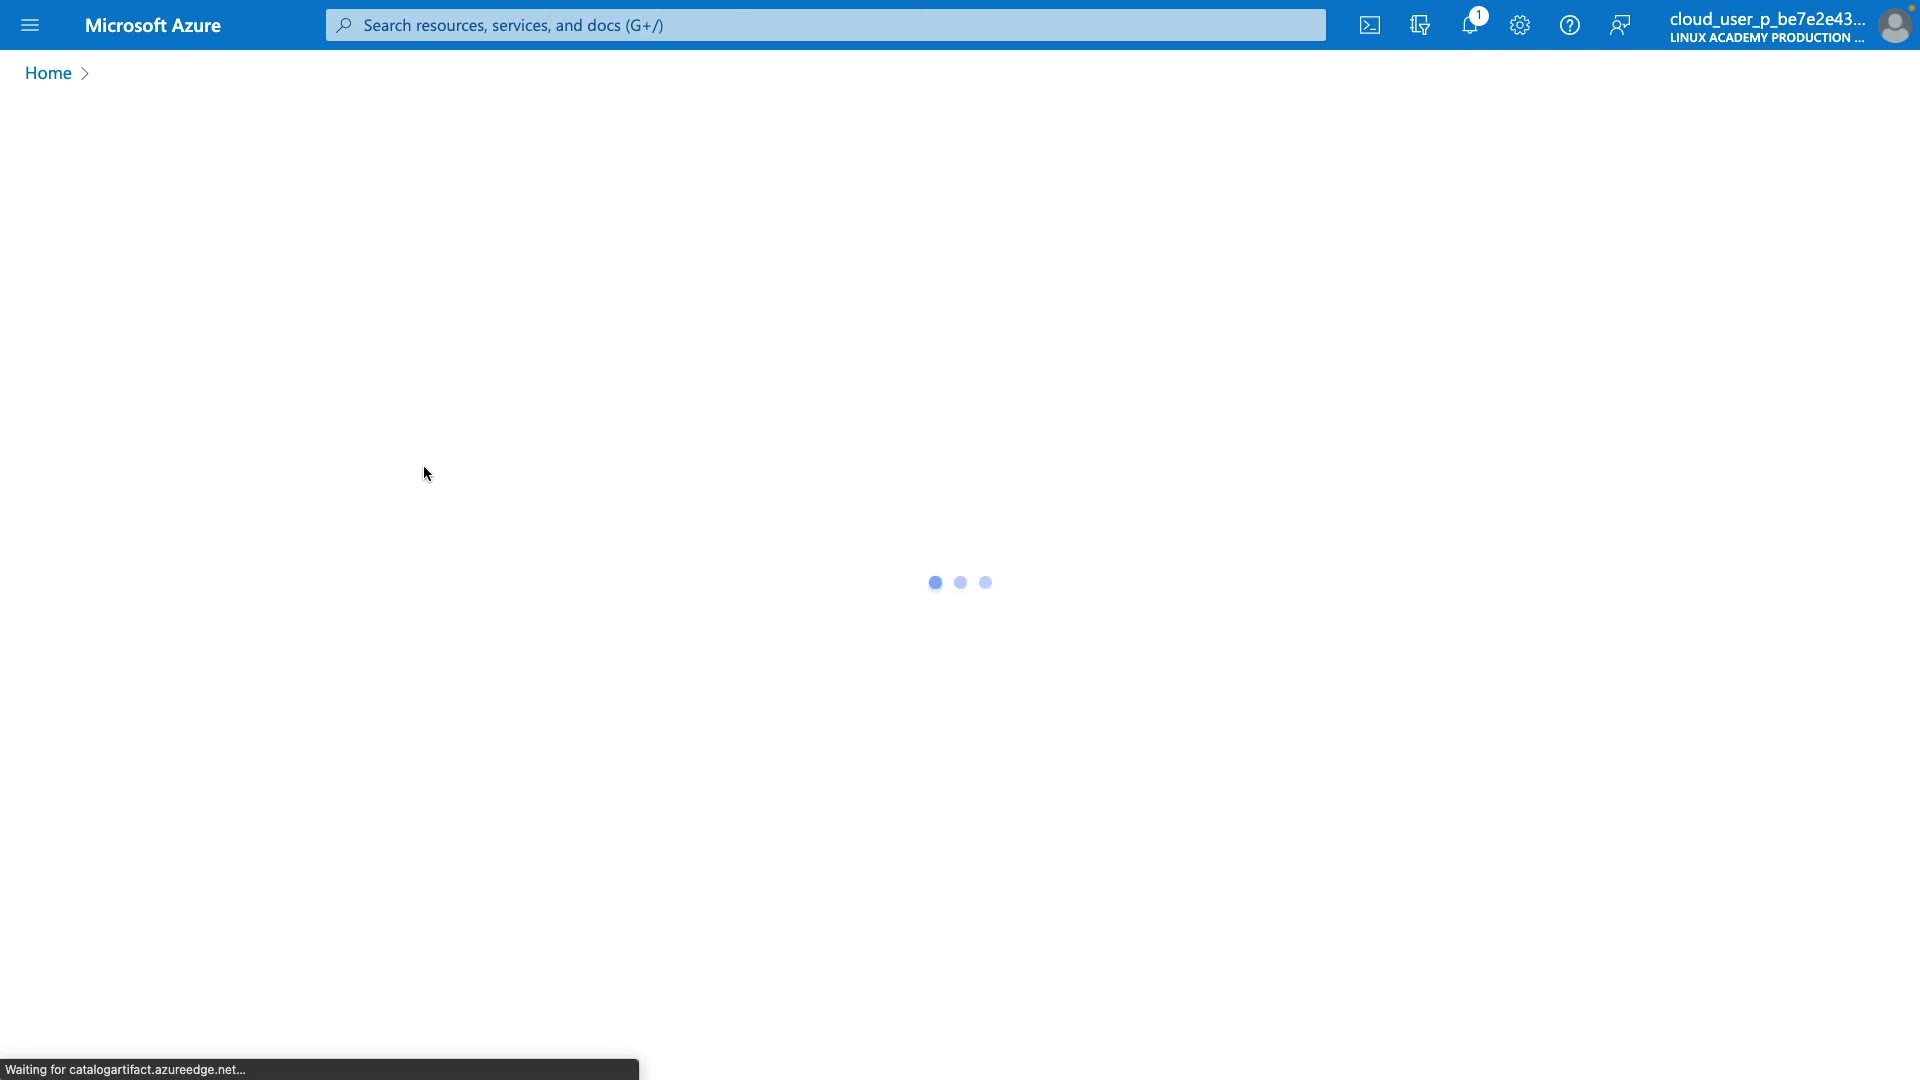 Microsoft Azure
Search resources, services, and docs (G+/)
1
cloud_user_p_be7e2e43...
LINUX ACADEMY PRODUCTION ...
Home
Waiting for catalogartifact.azureedge.net...